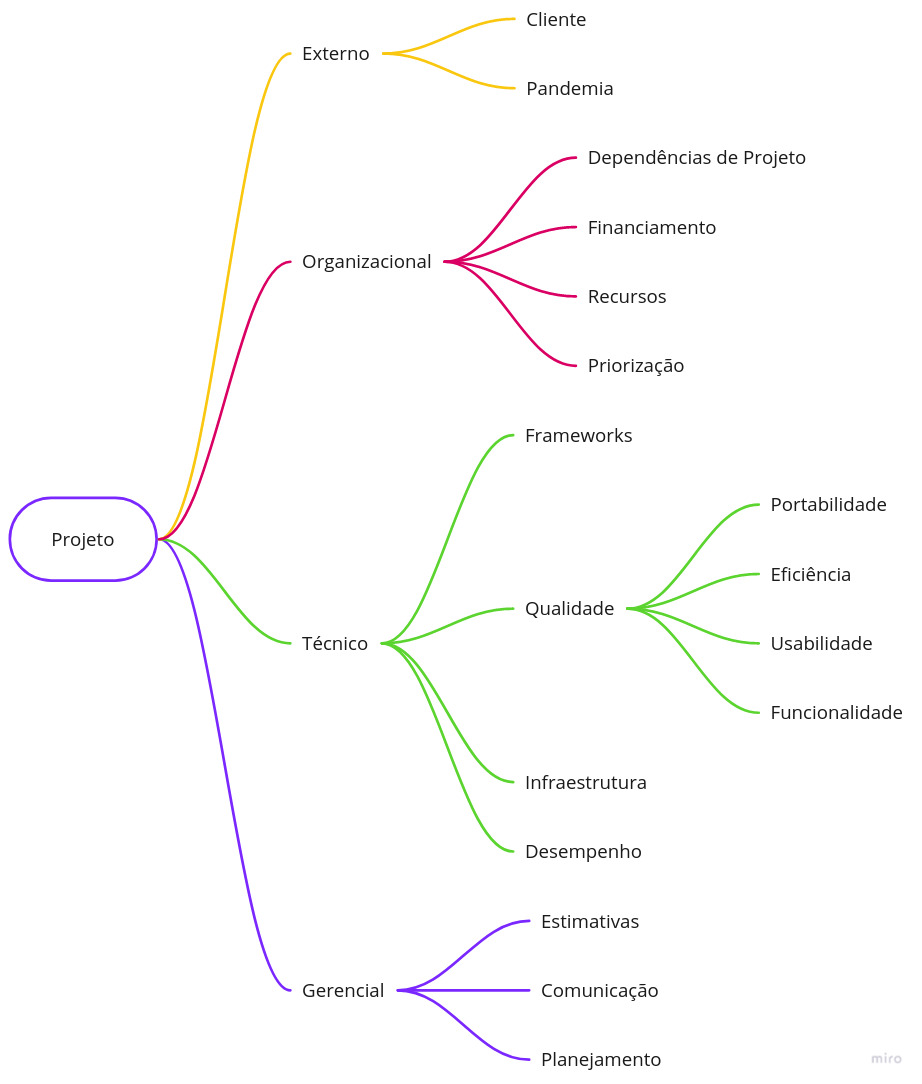 Projeto
Externo
Cliente
Pandemia
Organizacional
Dependências de Projeto
Financiamento
Recursos
Priorização
Técnico
Frameworks
Qualidade
Portabilidade
Eficiência
Usabilidade
Funcionalidade
Infraestrutura
Desempenho
Gerencial
Estimativas
Comunicação
Planejamento
miro